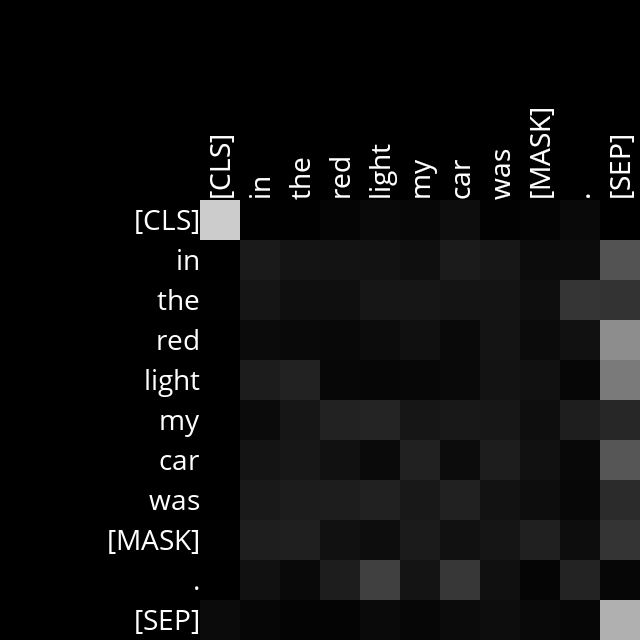 [CLS] in the red light my car was [MASK] . [SEP]
[CLS]
in
the
red
light
my
car
was
[MASK]
.
[SEP]